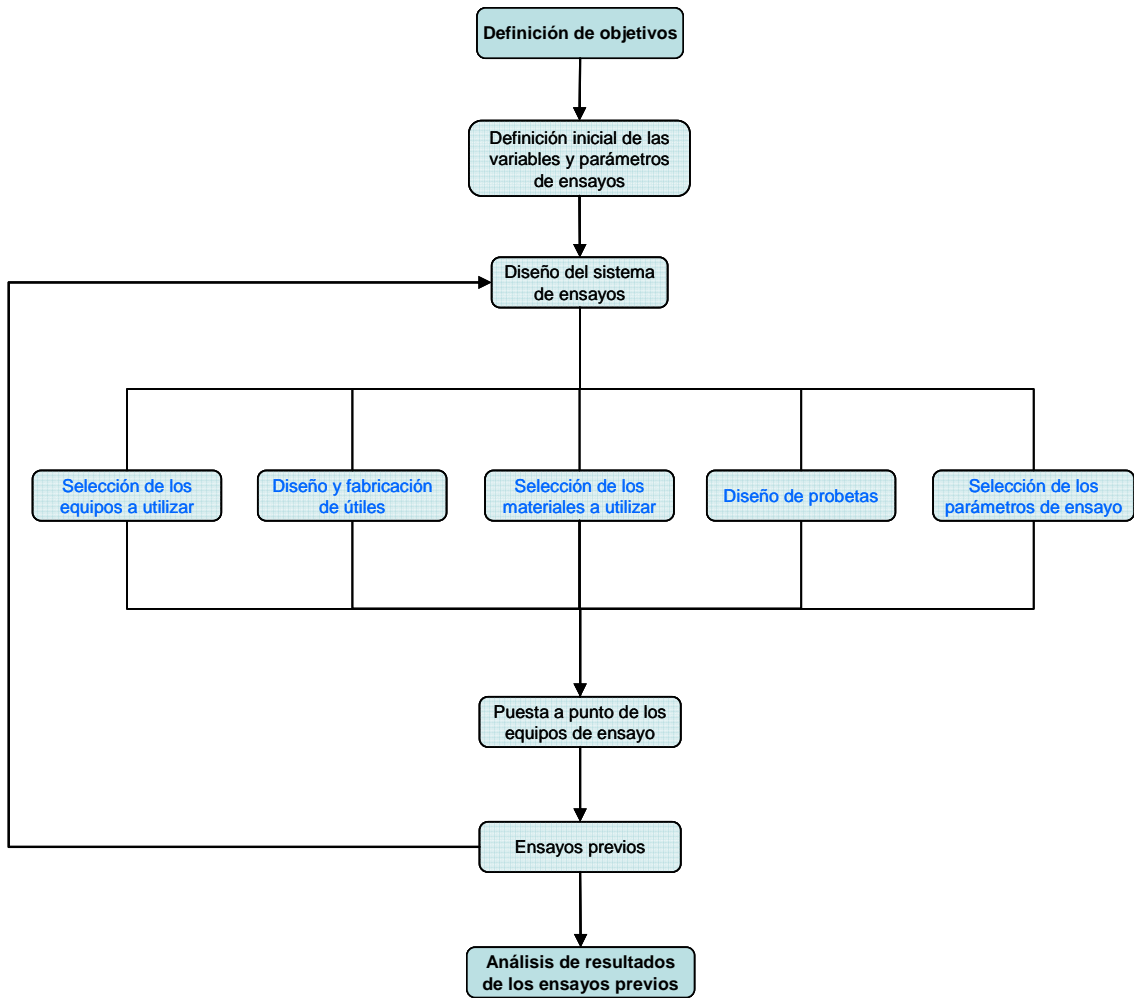 Definición de objetivos
Definición inicial de las
variables y parámetros
de ensayos
Diseño del sistema
de ensayos
Selección de los
equipos a utilizar
Diseño y fabricación
de útiles
Selección de los
materiales a utilizar
Diseño de probetas
Selección de los
parámetros de ensayo
Puesta a punto de los
equipos de ensayo
Ensayos previos
Análisis de resultados
de los ensayos previos